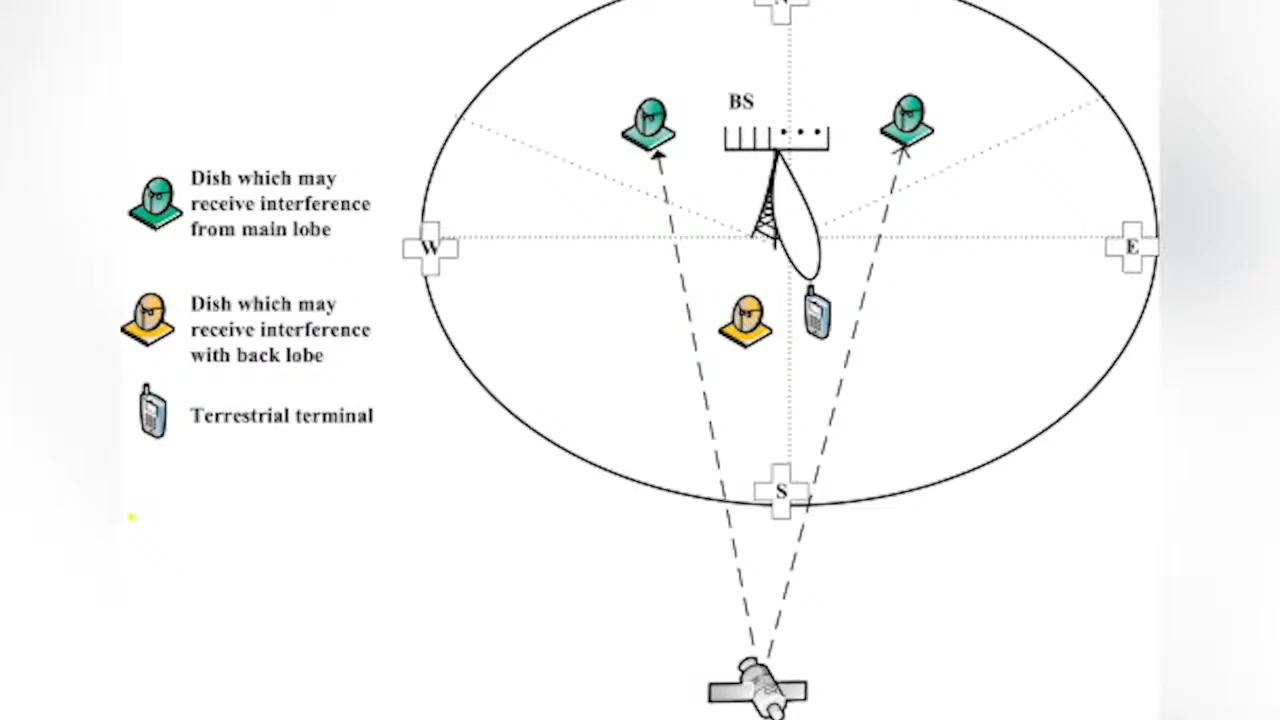 N
BS
Dish which may
receive interference
from main lobe
W
E
Dish which may
receive interference
with back lobe
Terrestrial terminal
S